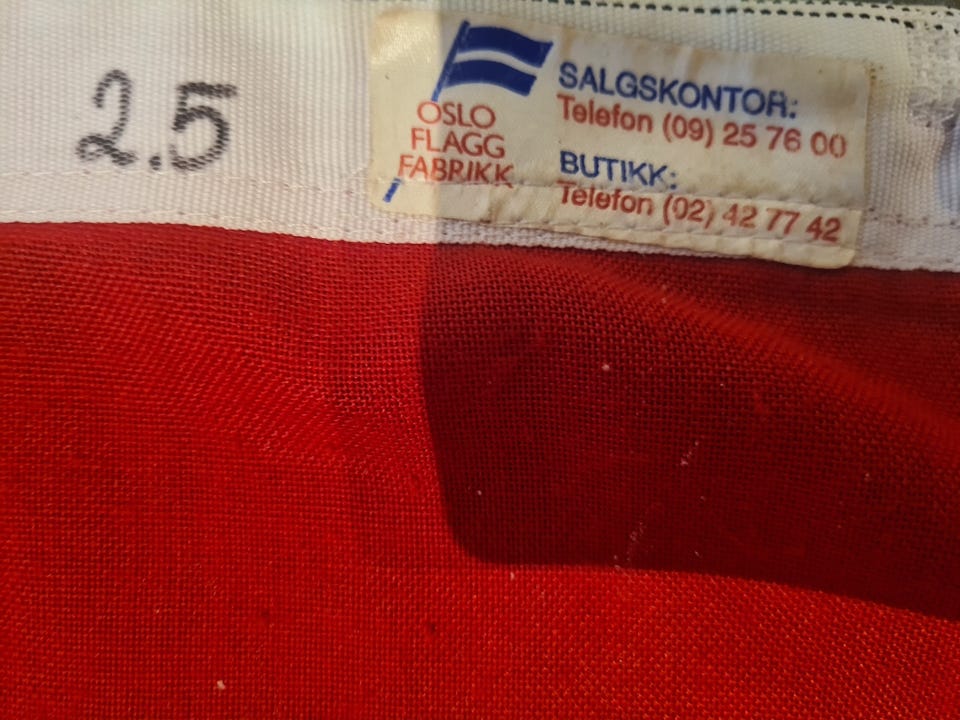 2.5
OSLO
FLAGG
FABRIKK
SALGSKONTOR:
Telefon (09) 25 76 00
BUTIKK:
Telefon (02) 42 77 42